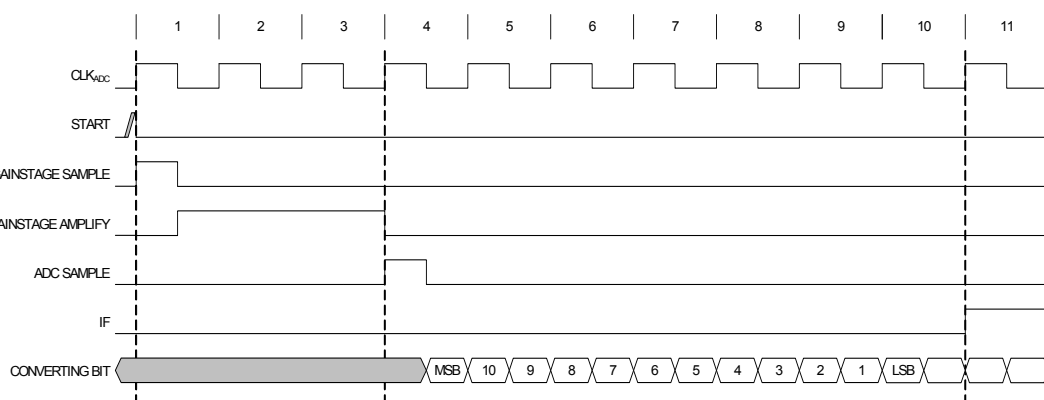 1 2 3 4 5 6 7 8 9 10 11
CLKADC
START
AINSTAGE SAMPLE
AINSTAGE AMPLIFY
ADC SAMPLE
IF
CONVERTING BIT MSB 10 9 8 7 6 5 4 3 2 1 LSB